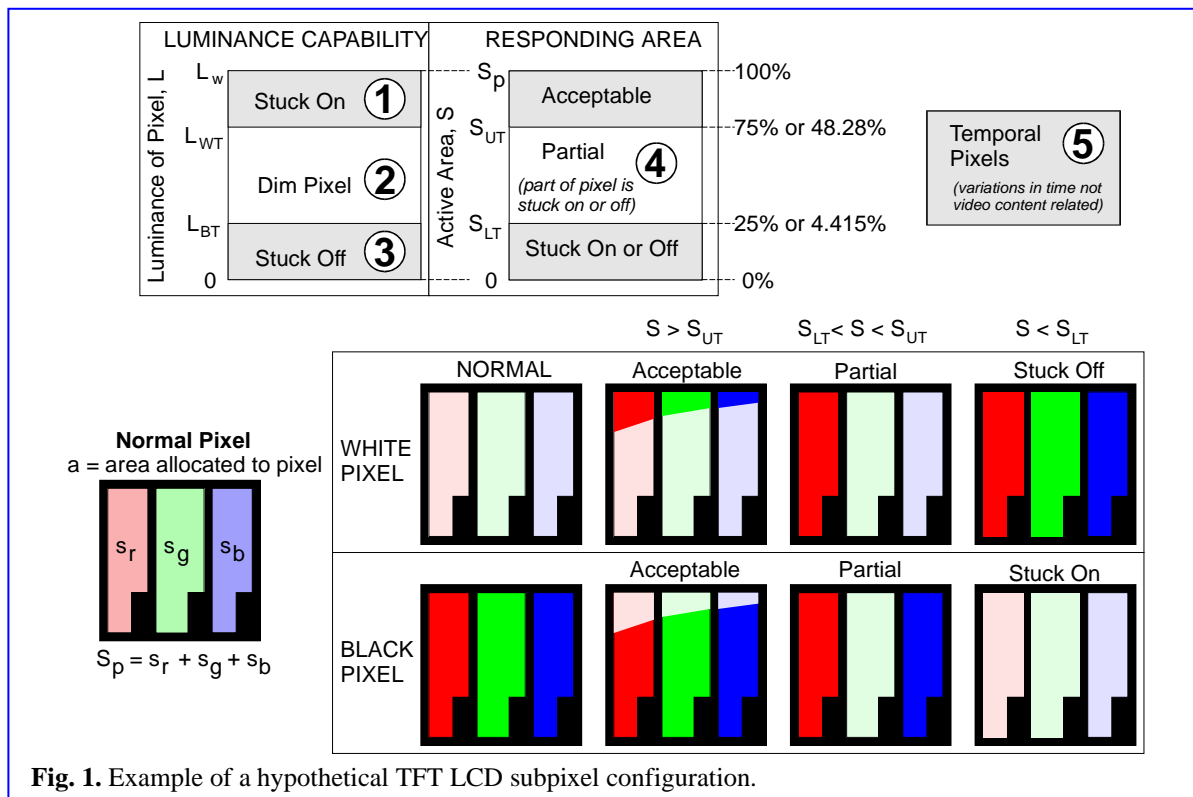 LUMINANCE CAPABILITY
RESPONDING AREA
Luminance of Pixel, L
L_w
Stuck On
1
L_WT
Dim Pixel
2
L_BT
Stuck Off
3
0
Active Area, S
S_p
Acceptable
100%
S_UT
75% or 48.28%
Partial
4
(part of pixel is
stuck on or off)
S_LT
25% or 4.415%
Stuck On or Off
0
0%
Temporal
Pixels
5
(variations in time not
video content related)
S > S_UT
S_LT < S < S_UT
S < S_LT
NORMAL
Acceptable
Partial
Stuck Off
WHITE
PIXEL
Normal Pixel
a = area allocated to pixel
s_r
s_g
s_b
S_p = s_r + s_g + s_b
Acceptable
Partial
Stuck On
BLACK
PIXEL
Fig. 1. Example of a hypothetical TFT LCD subpixel configuration.